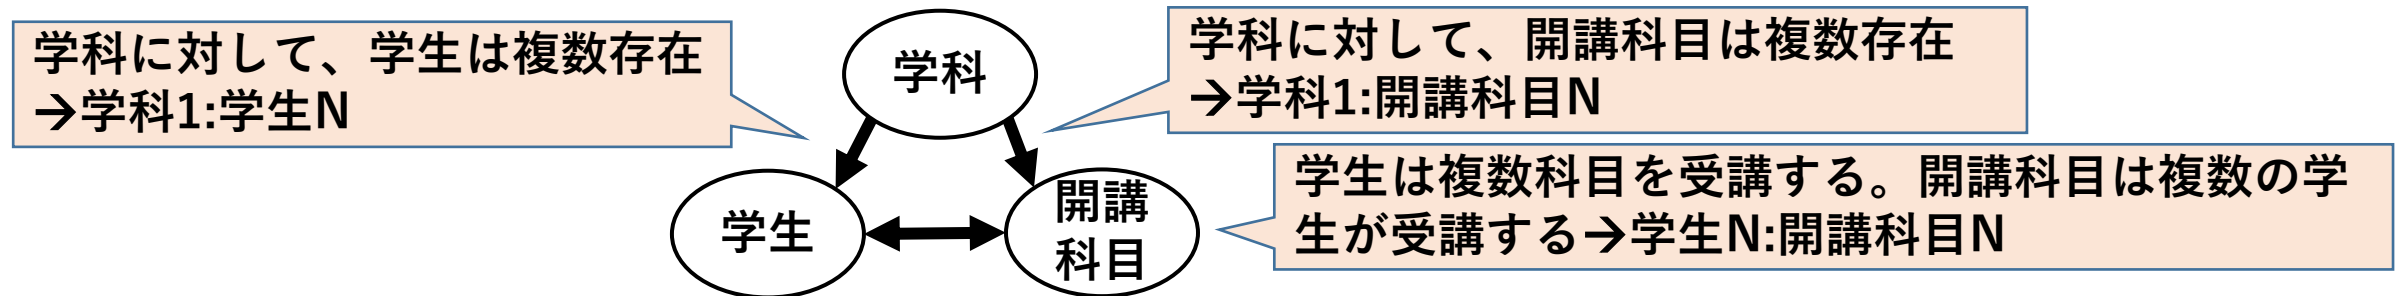 学科に対して、学生は複数存在
→学科1:学生N
学科
学科に対して、開講科目は複数存在
→学科1:開講科目N
学生
開講
科目
学生は複数科目を受講する。開講科目は複数の学
生が受講する→学生N:開講科目N